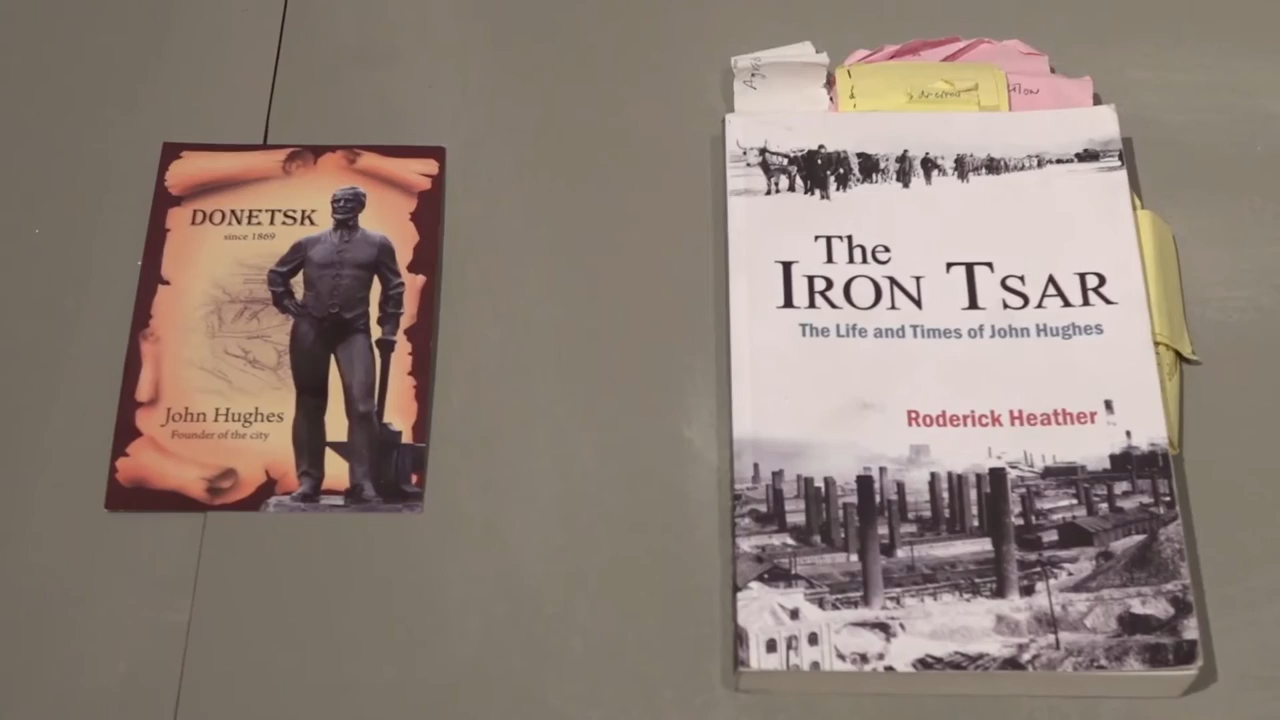 DONETSK
since 1869
John Hughes
Founder of the city
The
IRON TSAR
The Life and Times of John Hughes
Roderick Heather